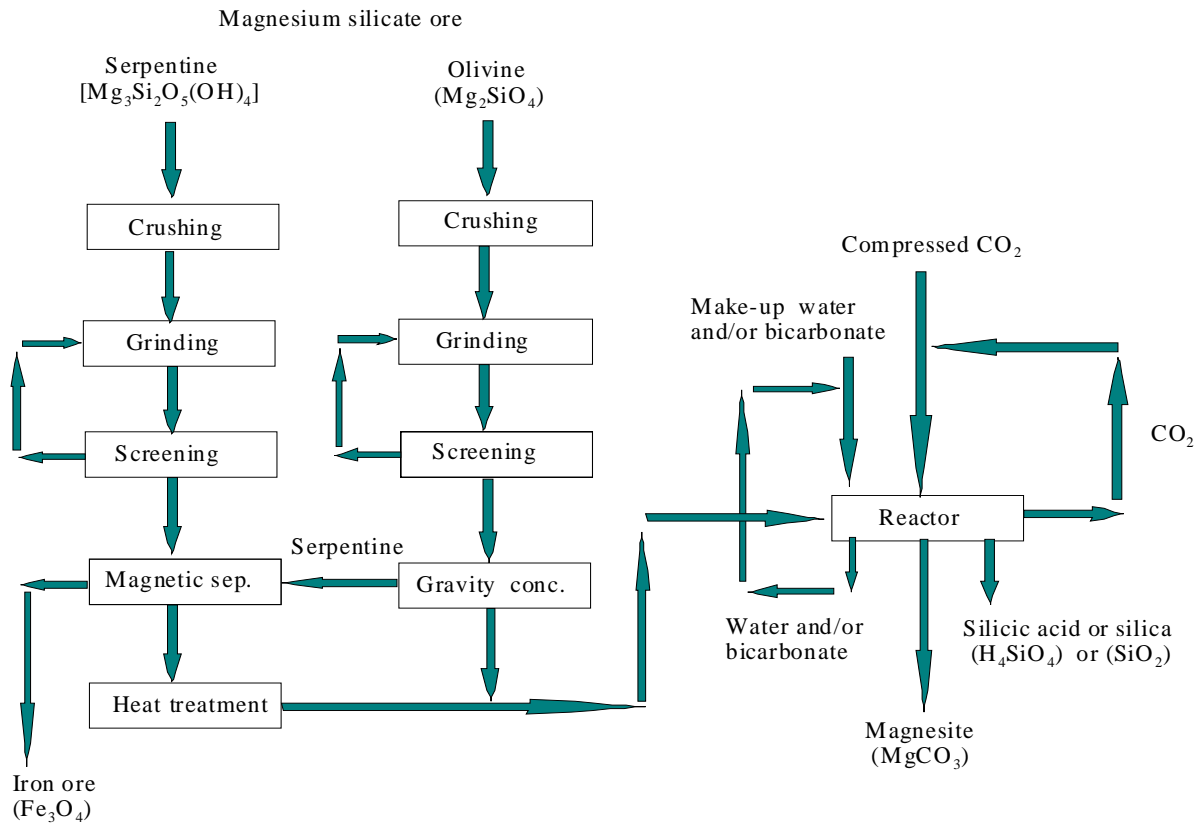 Magnesium silicate ore
Serpentine
[Mg₃Si₂O₅(OH)₄]
Olivine
(Mg₂SiO₄)
Crushing
Crushing
Grinding
Grinding
Screening
Screening
Serpentine
Magnetic sep.
Gravity conc.
Heat treatment
Iron ore
(Fe₃O₄)
Compressed CO₂
Make-up water
and/or bicarbonate
CO₂
Reactor
Water and/or
bicarbonate
Silicic acid or silica
(H₄SiO₄) or (SiO₂)
Magnesite
(MgCO₃)